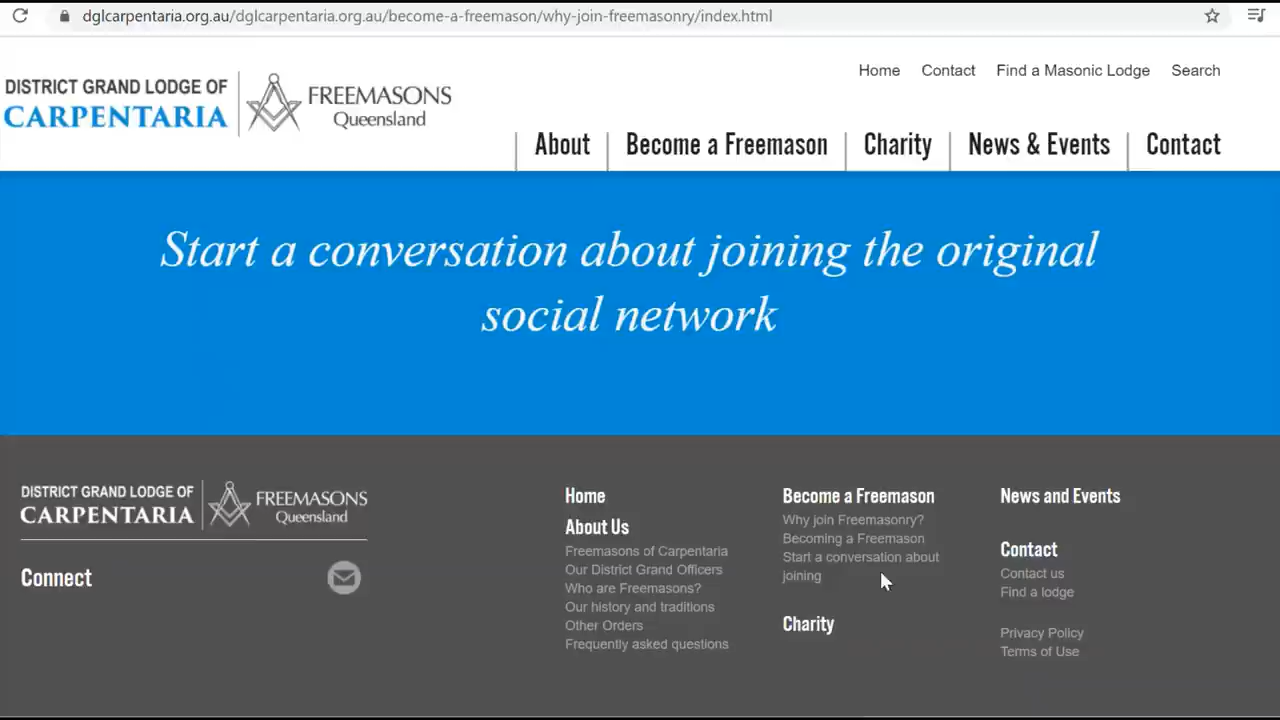 dglcarpentaria.org.au/dglcarpentaria.org.au/become-a-freemason/why-join-freemasonry/index.html
Home Contact Find a Masonic Lodge Search
DISTRICT GRAND LODGE OF
CARPENTARIA
FREEMASONS
Queensland
About Become a Freemason Charity News & Events Contact
Start a conversation about joining the original
social network
DISTRICT GRAND LODGE OF
CARPENTARIA
FREEMASONS
Queensland
Connect
Home
About Us
Freemasons of Carpentaria
Our District Grand Officers
Who are Freemasons?
Our history and traditions
Other Orders
Frequently asked questions
Become a Freemason
Why join Freemasonry?
Becoming a Freemason
Start a conversation about
joining
Charity
News and Events
Contact
Contact us
Find a lodge
Privacy Policy
Terms of Use